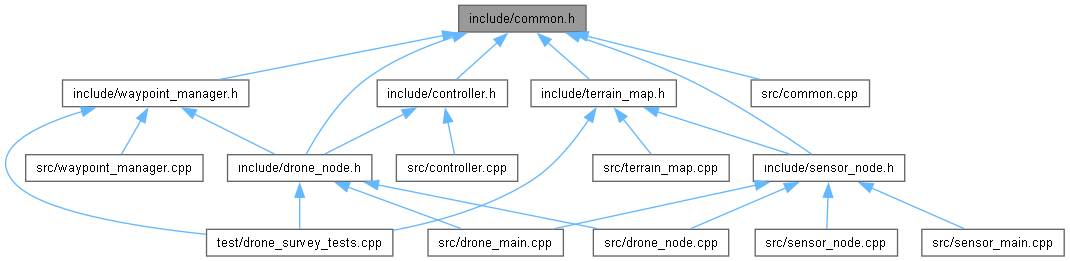 include/common.h
include/waypoint_manager.h
include/controller.h
include/terrain_map.h
src/common.cpp
src/waypoint_manager.cpp
include/drone_node.h
src/controller.cpp
src/terrain_map.cpp
include/sensor_node.h
test/drone_survey_tests.cpp
src/drone_main.cpp
src/drone_node.cpp
src/sensor_node.cpp
src/sensor_main.cpp